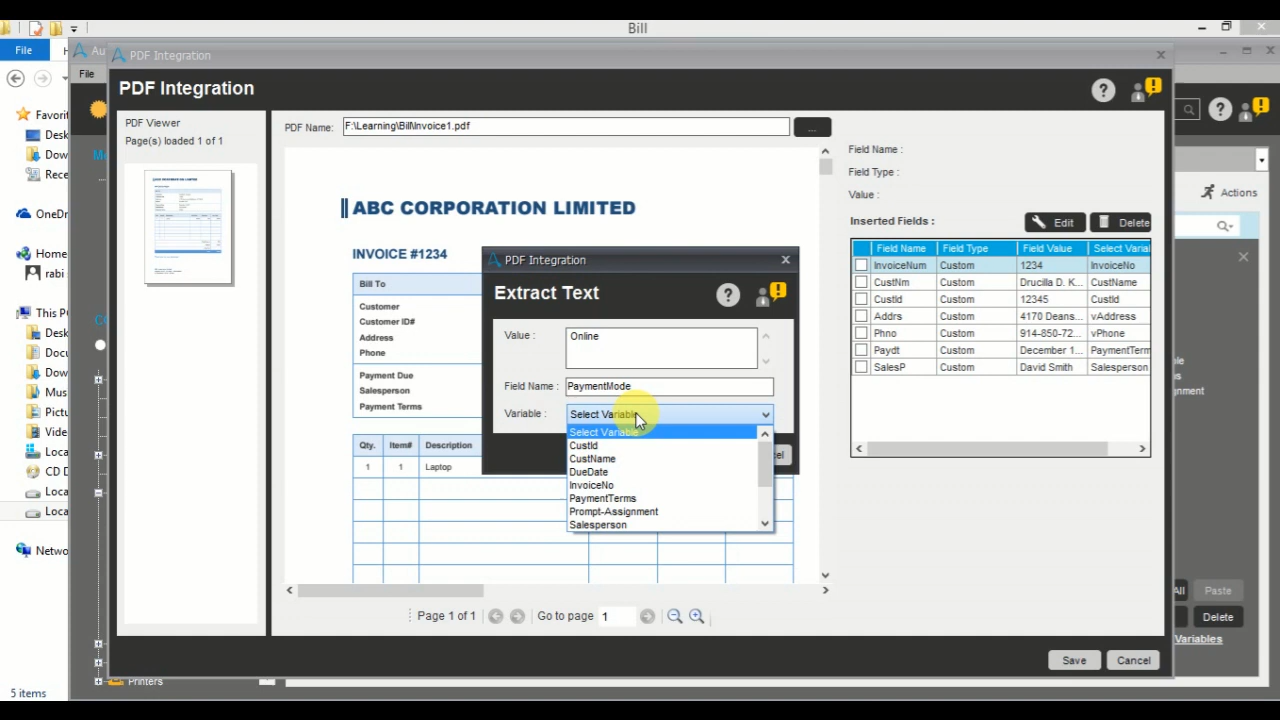 Bill
File
Au
PDF Integration
File
PDF Integration
PDF Viewer
Page(s) loaded 1 of 1
PDF Name:
F:\Learning\Bill\Invoice1.pdf
...
Field Name :
Field Type :
Value :
Inserted Fields :
Edit
Delete
Field Name Field Type Field Value Select Varial
InvoiceNum Custom 1234 InvoiceNo
CustNm Custom Drucilla D. K... CustName
CustId Custom 12345 CustId
Addrs Custom 4170 Deans... vAddress
Phno Custom 914-850-72... vPhone
Paydt Custom December 1... PaymentTerm
SalesP Custom David Smith Salesperson
ABC CORPORATION LIMITED
INVOICE #1234
Bill To
Customer
Customer ID#
Address
Phone
Payment Due
Salesperson
Payment Terms
Qty. Item# Description
1 1 Laptop
PDF Integration
Extract Text
Value :
Online
Field Name :
PaymentMode
Variable :
Select Variable
Select Variable
CustId
CustName
DueDate
InvoiceNo
PaymentTerms
Prompt-Assignment
Salesperson
cel
Page 1 of 1
Go to page
1
Save
Cancel
Favorit
Desk
Dow
Rece
OneDr
Home
rabi
This P
Desk
Docu
Dow
Mus
Pictu
Vide
Loca
CD D
Loca
Loca
Netwo
5 items
Printers
Actions
All
Paste
Delete
Variables